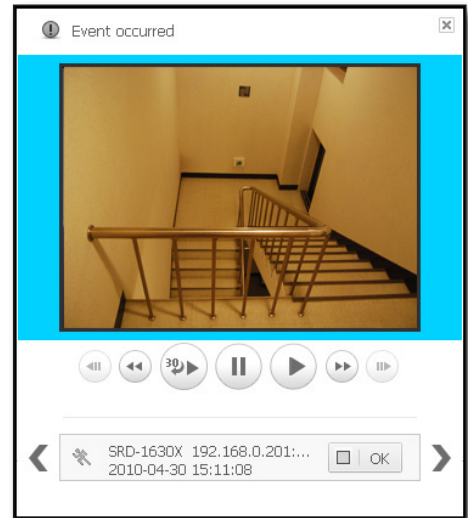 Event occurred
30
SRD-1630X 192.168.0.201:...
2010-04-30 15:11:08
OK